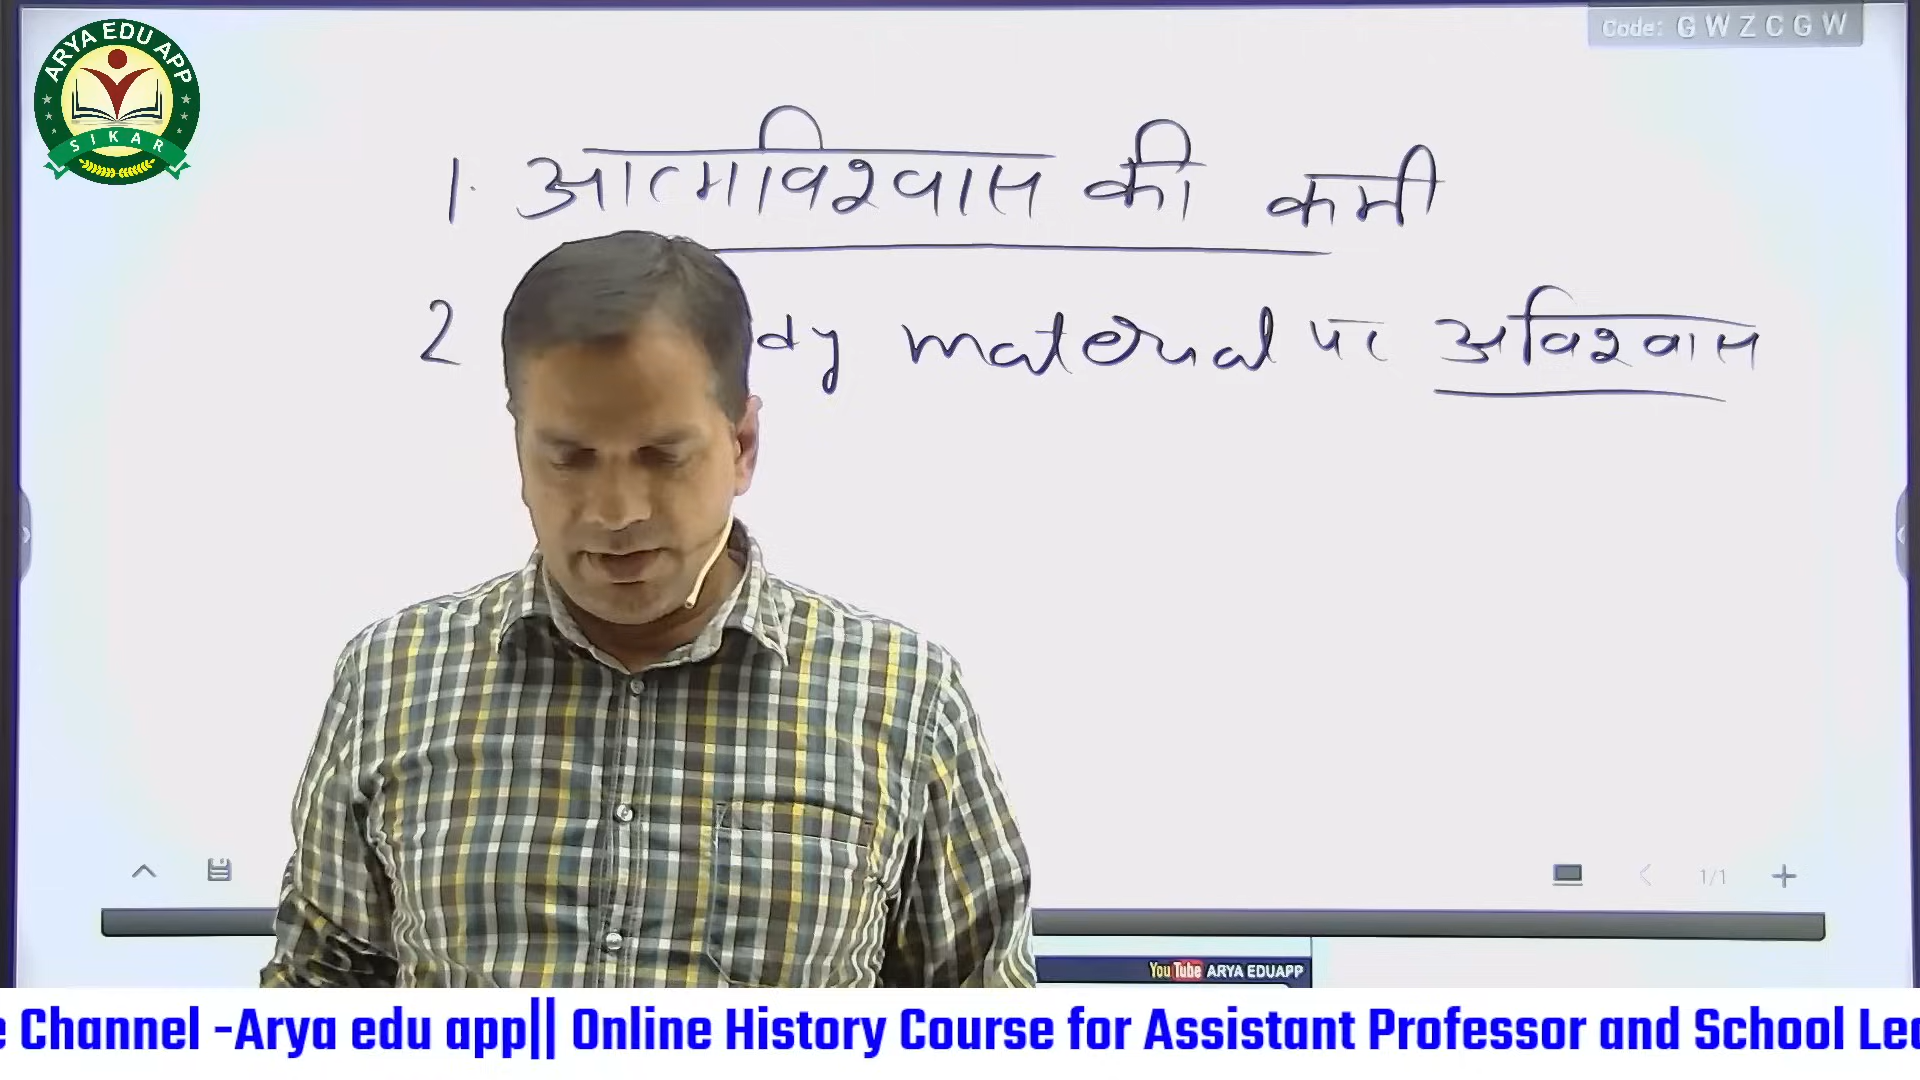 ARYA EDU APP
SIKAR
Code: GWZCGW
1. आत्मविश्वास की कमी
2 dy material पर अविश्वास
1/1
YouTube ARYA EDUAPP
e Channel -Arya edu app|| Online History Course for Assistant Professor and School Lec